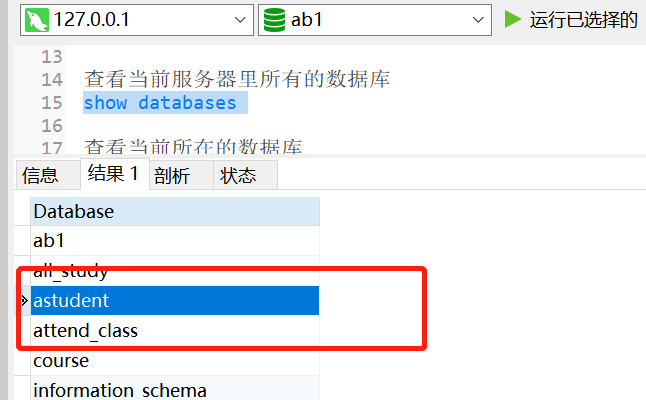 127.0.0.1 ab1 运行已选择的
13
14 查看当前服务器里所有的数据库
15 show databases
16
17 查看当前所在的数据库
信息 结果 1 剖析 状态
Database
ab1
all_study
astudent
attend_class
course
information_schema